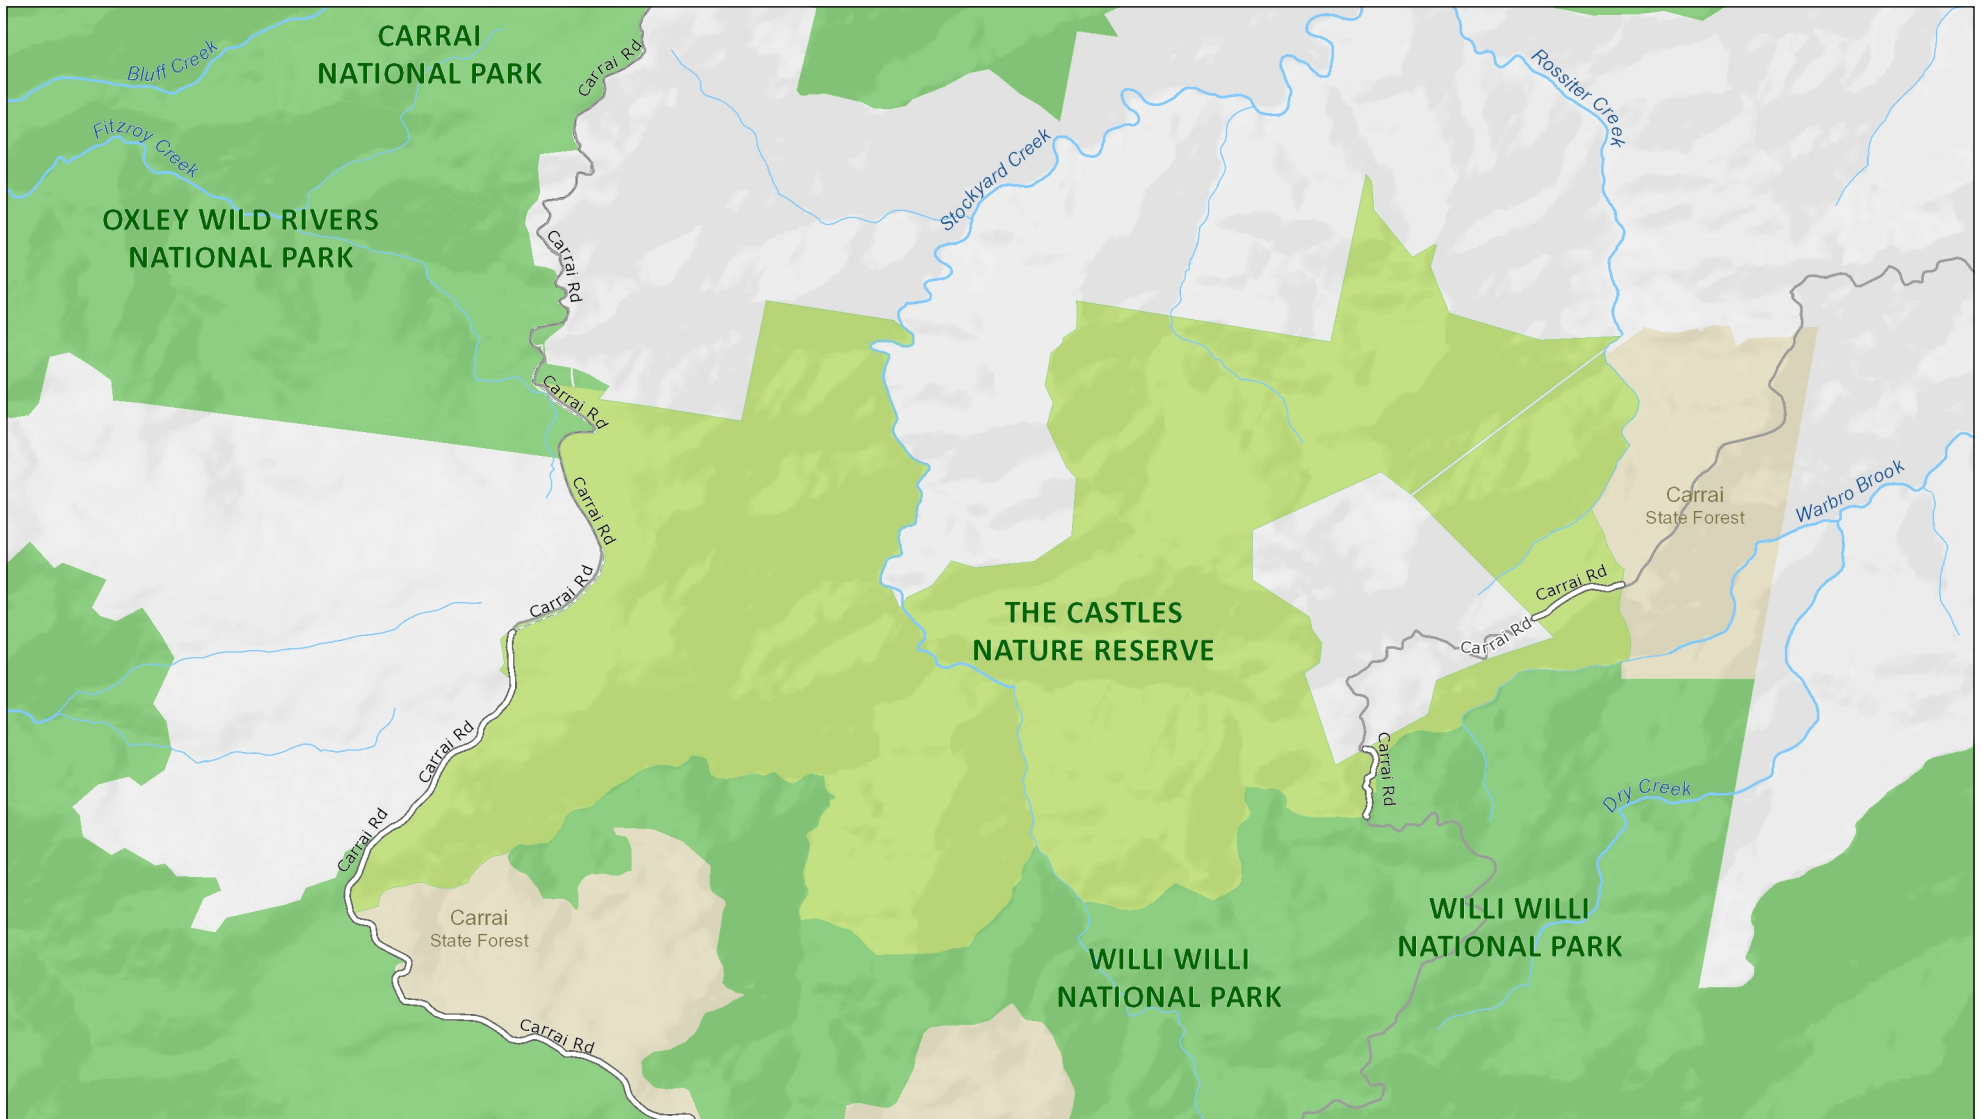 CARRAI
NATIONAL PARK
Carrai Rd
Bluff Creek
Rossiter Creek
Fitzroy Creek
Stockyard Creek
OXLEY WILD RIVERS
NATIONAL PARK
Carrai Rd
Carrai Rd
Carrai Rd
Warbro Brook
Carrai
State Forest
Carrai Rd
Carrai Rd
THE CASTLES
NATURE RESERVE
Carrai Rd
Carrai Rd
Carrai Rd
Dry Creek
Carrai Rd
Carrai
State Forest
WILLI WILLI
NATIONAL PARK
WILLI WILLI
NATIONAL PARK
Carrai Rd